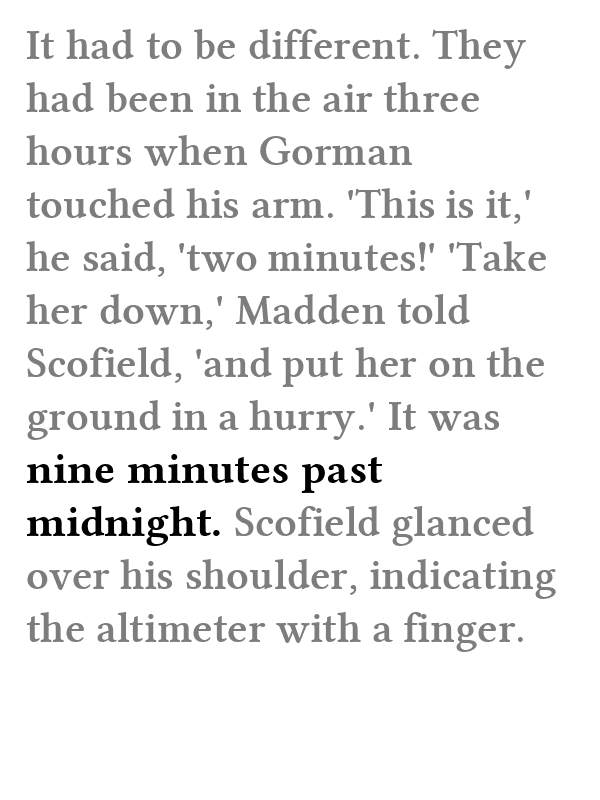 It had to be different. They
had been in the air three
hours when Gorman
touched his arm. 'This is it,'
he said, 'two minutes!' 'Take
her down,' Madden told
Scofield, 'and put her on the
ground in a hurry.' It was
nine minutes past
midnight. Scofield glanced
over his shoulder, indicating
the altimeter with a finger.